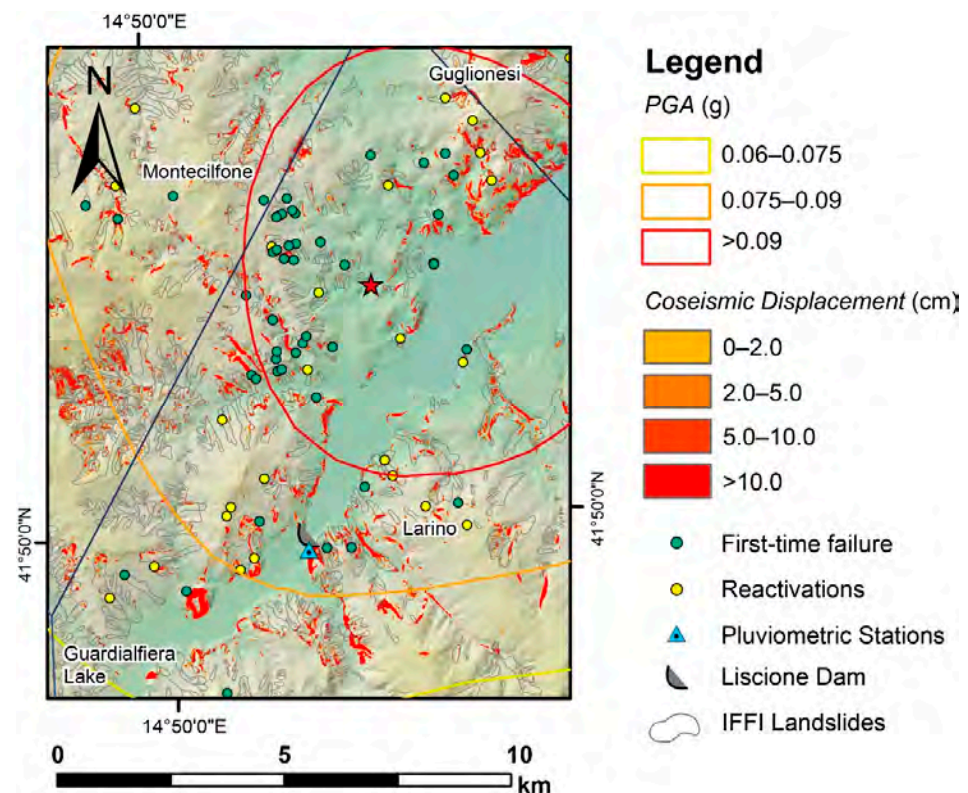 14°50'0"E
N
Guglionesi
Montecilfone
Larino
41°50'0"N
41°50'0"N
Guardialfiera
Lake
14°50'0"E
0 5 10
km
Legend
PGA (g)
0.06–0.075
0.075–0.09
>0.09
Coseismic Displacement (cm)
0–2.0
2.0–5.0
5.0–10.0
>10.0
First-time failure
Reactivations
Pluviometric Stations
Liscione Dam
IFFI Landslides